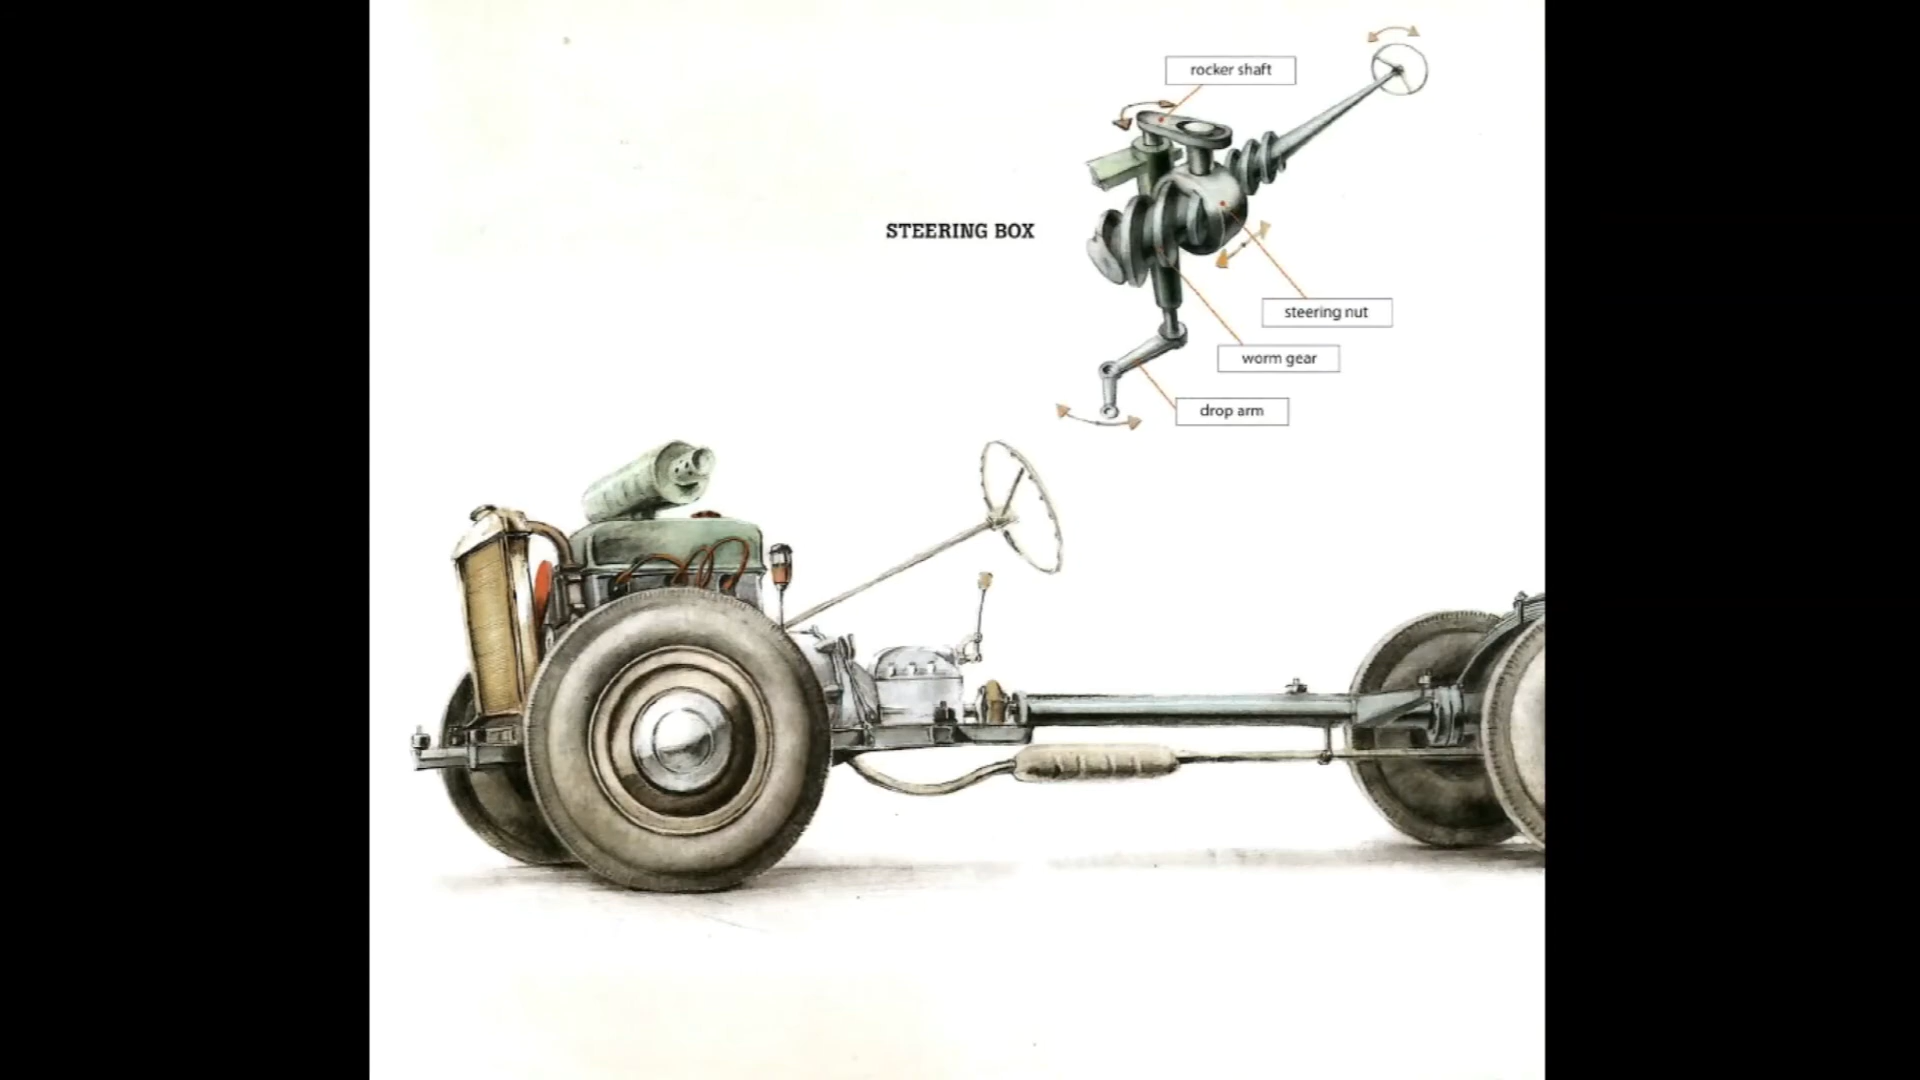 rocker shaft
STEERING BOX
steering nut
worm gear
drop arm